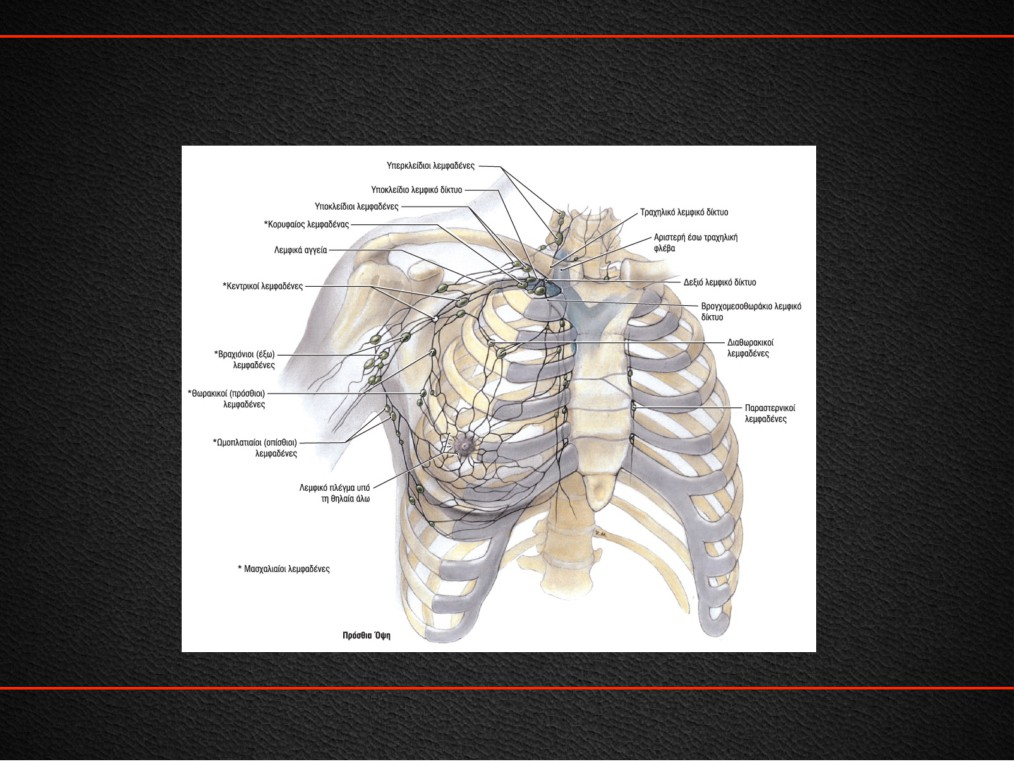 Υπερκλείδιοι λεμφαδένες
Υποκλείδιο λεμφικό δίκτυο
Υποκλείδιοι λεμφαδένες
*Κορυφαίος λεμφαδένας
Λεμφικά αγγεία
*Κεντρικοί λεμφαδένες
*Βραχιόνιοι (έξω)
λεμφαδένες
*Θωρακικοί (πρόσθιοι)
λεμφαδένες
*Ωμοπλατιαίοι (οπίσθιοι)
λεμφαδένες
Λεμφικό πλέγμα υπό
τη θηλαία άλω
* Μασχαλιαίοι λεμφαδένες
Πρόσθια Όψη
Τραχηλικό λεμφικό δίκτυο
Αριστερή έσω τραχηλική
φλέβα
Δεξιό λεμφικό δίκτυο
Βρογχομεσοθωράκιο λεμφικό
δίκτυο
Διαθωρακικοί
λεμφαδένες
Παραστερνικοί
λεμφαδένες